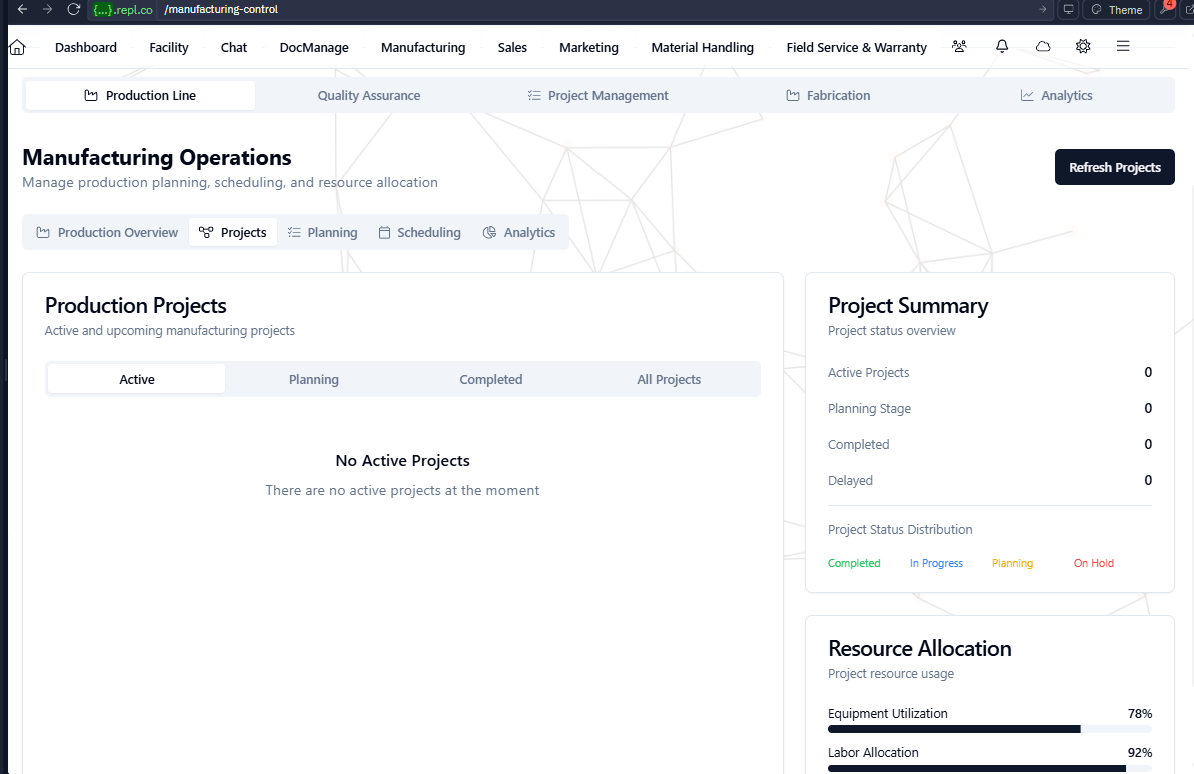 {...}.repl.co /manufacturing-control Theme 4
Dashboard Facility Chat DocManage Manufacturing Sales Marketing Material Handling Field Service & Warranty
Production Line Quality Assurance Project Management Fabrication Analytics
Manufacturing Operations
Manage production planning, scheduling, and resource allocation
Refresh Projects
Production Overview Projects Planning Scheduling Analytics
Production Projects
Active and upcoming manufacturing projects
Active Planning Completed All Projects
No Active Projects
There are no active projects at the moment
Project Summary
Project status overview
Active Projects 0
Planning Stage 0
Completed 0
Delayed 0
Project Status Distribution
Completed In Progress Planning On Hold
Resource Allocation
Project resource usage
Equipment Utilization 78%
Labor Allocation 92%